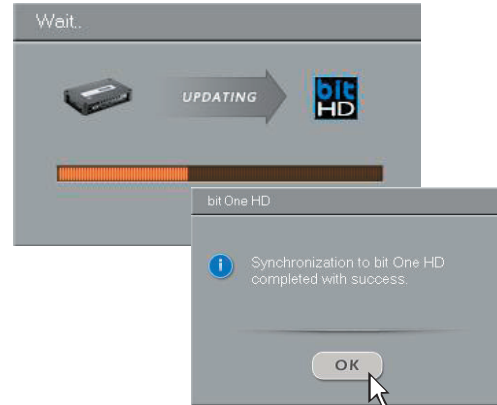 Wait..
UPDATING
bit
HD
bit One HD
Synchronization to bit One HD
completed with success.
OK